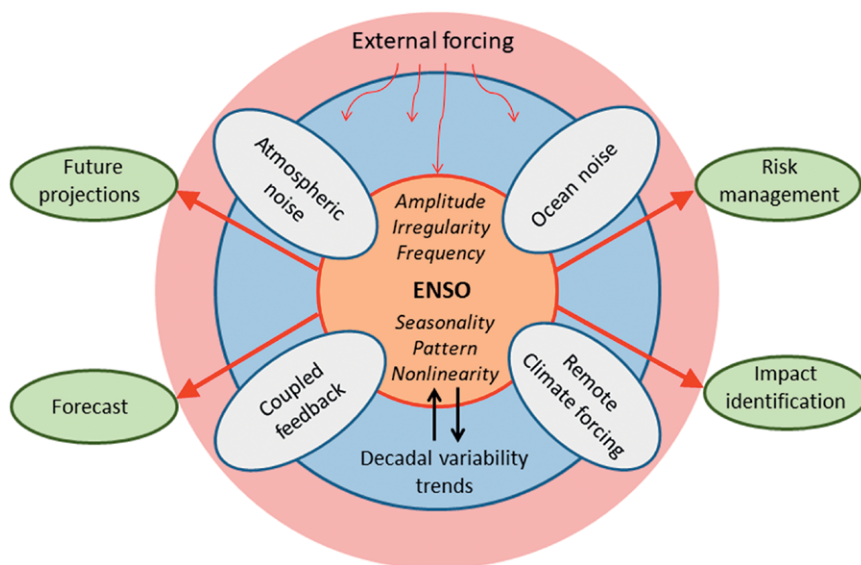 External forcing
Atmospheric
noise
Ocean noise
Future
projections
Risk
management
Amplitude
Irregularity
Frequency
ENSO
Seasonality
Pattern
Nonlinearity
Forecast
Coupled
feedback
Remote
Climate forcing
Impact
identification
Decadal variability
trends